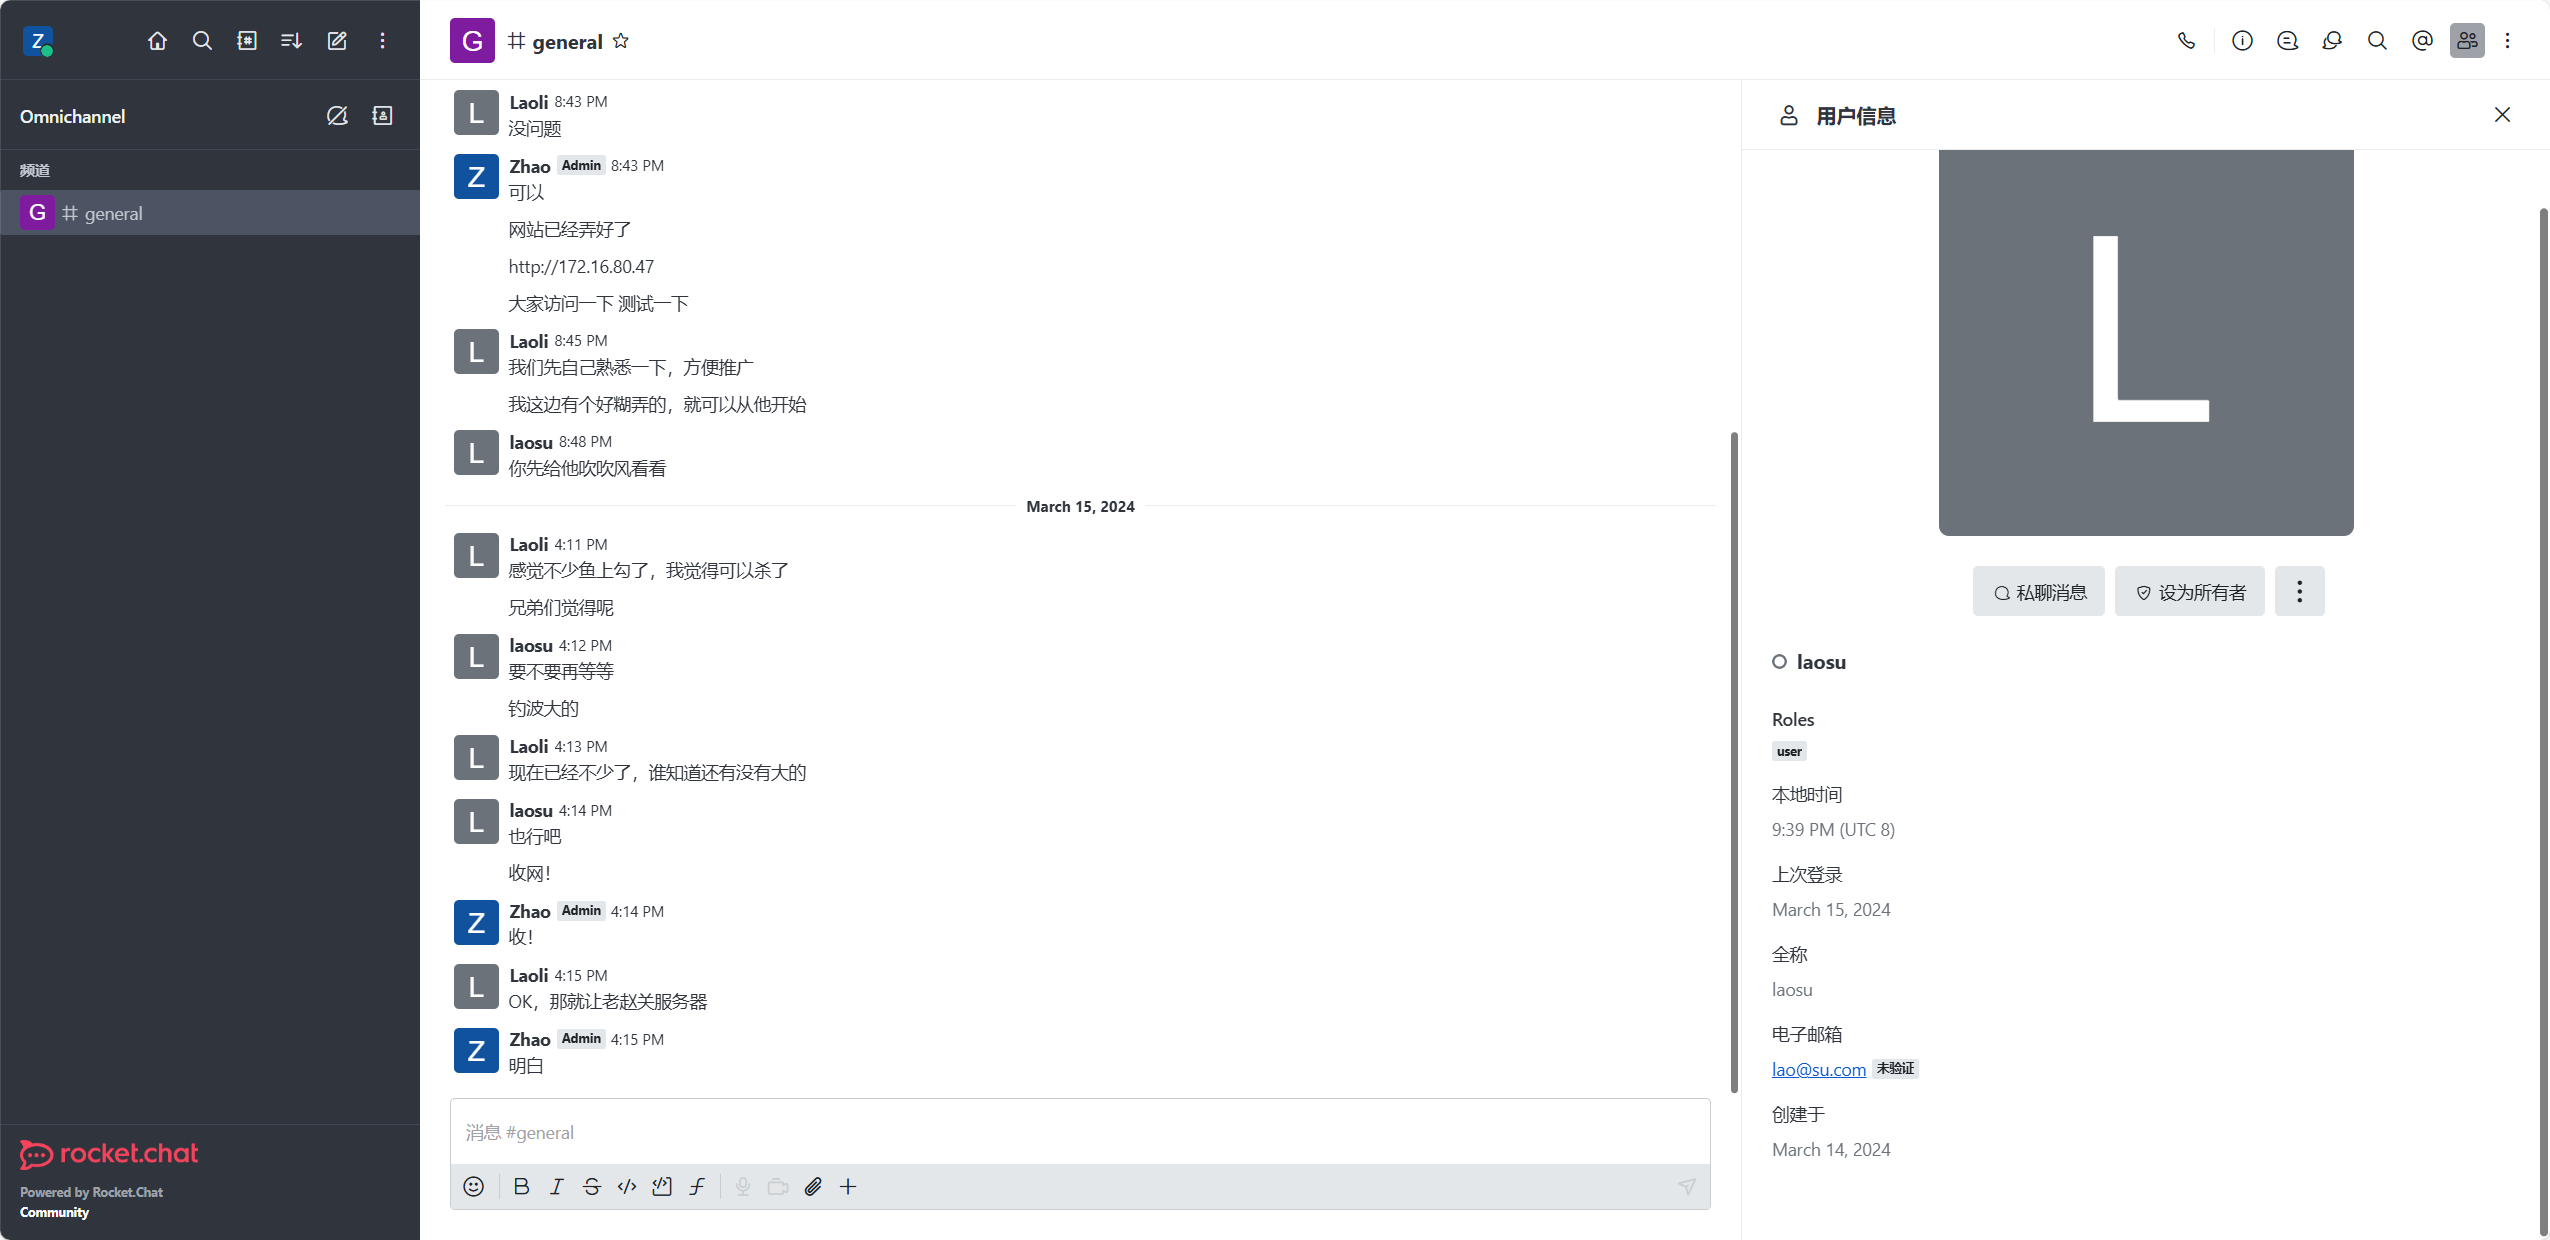 Z
Omnichannel
频道
G general
rocket.chat
Powered by Rocket.Chat
Community
G general
L
Laoli 8:43 PM
没问题
Z
Zhao Admin 8:43 PM
可以
网站已经弄好了
http://172.16.80.47
大家访问一下 测试一下
L
Laoli 8:45 PM
我们先自己熟悉一下，方便推广
我这边有个好糊弄的，就可以从他开始
L
laosu 8:48 PM
你先给他吹吹风看看
March 15, 2024
L
Laoli 4:11 PM
感觉不少鱼上勾了，我觉得可以杀了
兄弟们觉得呢
L
laosu 4:12 PM
要不要再等等
钓波大的
L
Laoli 4:13 PM
现在已经不少了，谁知道还有没有大的
L
laosu 4:14 PM
也行吧
收网！
Z
Zhao Admin 4:14 PM
收！
L
Laoli 4:15 PM
OK，那就让老赵关服务器
Z
Zhao Admin 4:15 PM
明白
消息 #general
用户信息
L
私聊消息 设为所有者
laosu
Roles
user
本地时间
9:39 PM (UTC 8)
上次登录
March 15, 2024
全称
laosu
电子邮箱
lao@su.com 未验证
创建于
March 14, 2024